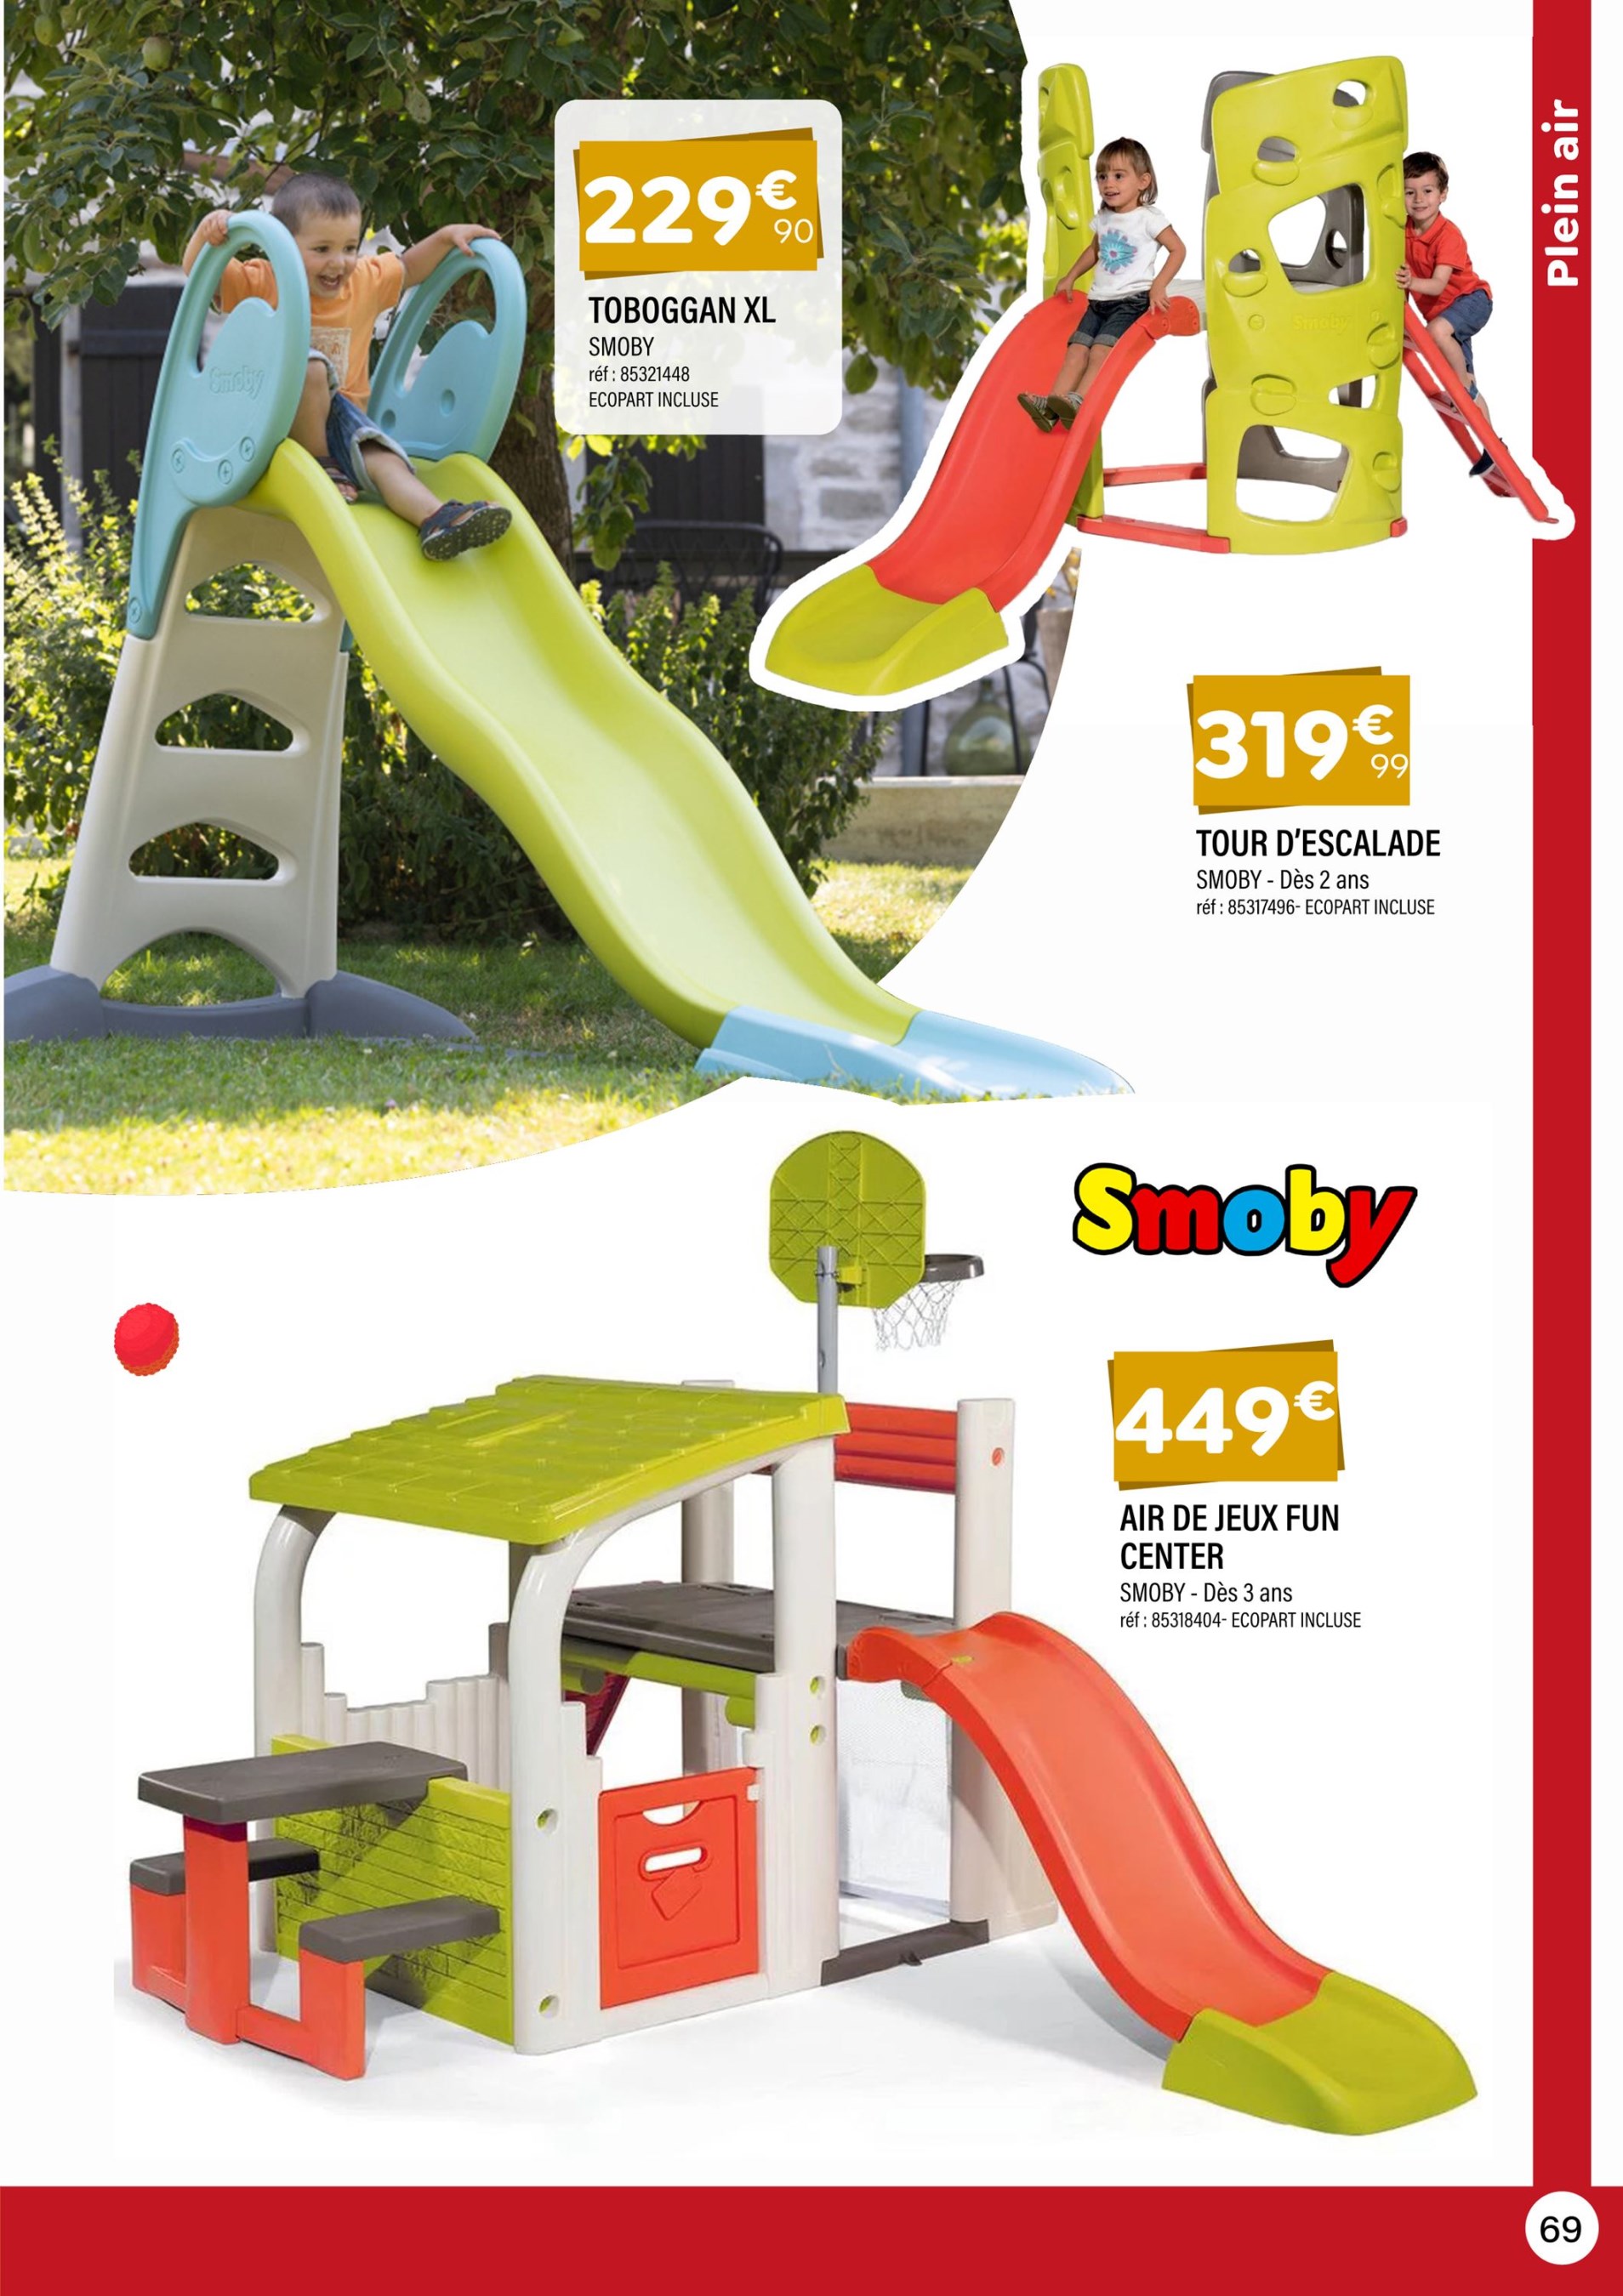 Plein air
229€90
TOBOGGAN XL
SMOBY
réf : 85321448
ECOPART INCLUSE
Smoby
Smoby
319€99
TOUR D'ESCALADE
SMOBY - Dès 2 ans
réf : 85317496- ECOPART INCLUSE
Smoby
449€
AIR DE JEUX FUN
CENTER
SMOBY - Dès 3 ans
réf : 85318404- ECOPART INCLUSE
69